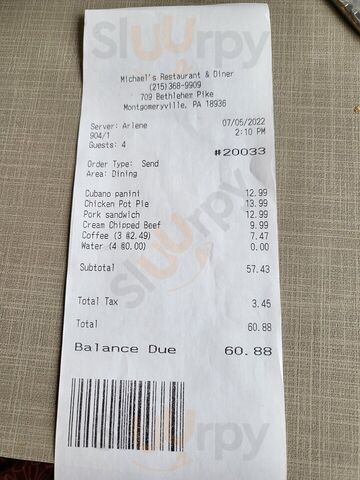 Sluurpy
Michael's Restaurant & Diner
(215)368-9909
709 Bethlehem Pike
Montgomeryville, PA 18936
Server: Arlene 07/05/2022
904/1 2:10 PM
Guests: 4
#20033
Order Type: Send
Area: Dining
Cubano panini 12.99
Chicken Pot Pie 13.99
Pork sandwich 12.99
Cream Chipped Beef 9.99
Coffee (3 @2.49) 7.47
Water (4 @0.00) 0.00
Sluurpy
Subtotal 57.43
Total Tax 3.45
Total 60.88
Balance Due 60.88
Sluurpy